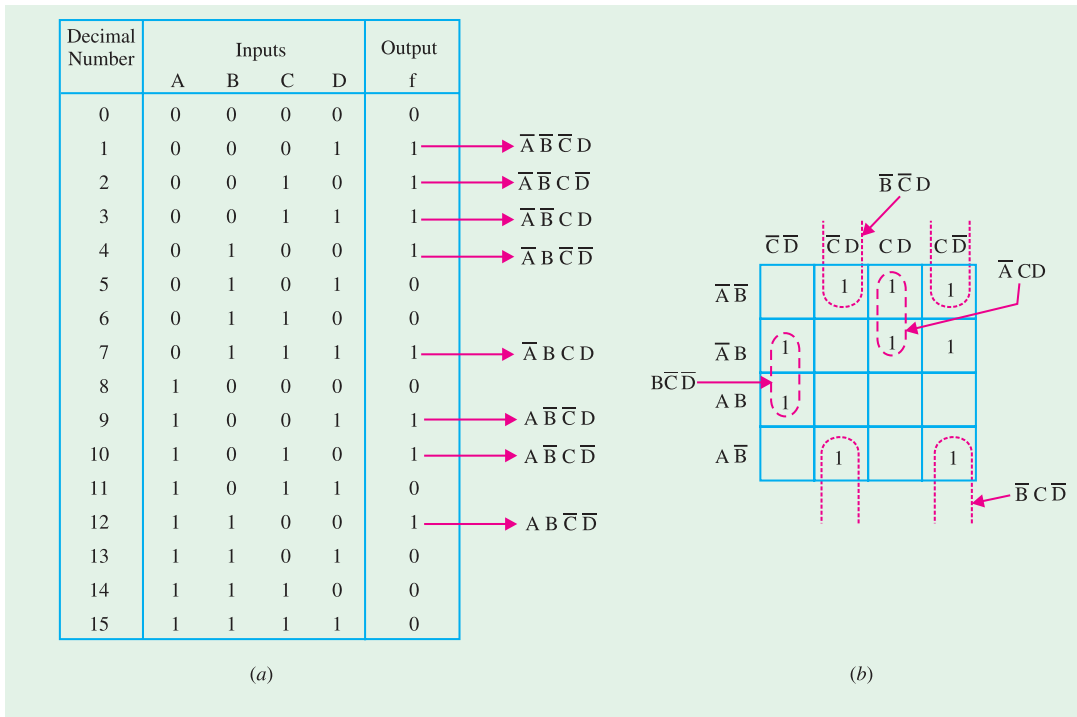 Decimal Number Inputs Output
A B C D f
0 0 0 0 0 0
1 0 0 0 1 1 A̅ B̅ C̅ D
2 0 0 1 0 1 A̅ B̅ C D̅
3 0 0 1 1 1 A̅ B̅ C D
4 0 1 0 0 1 A̅ B C̅ D̅
5 0 1 0 1 0
6 0 1 1 0 0
7 0 1 1 1 1 A̅ B C D
8 1 0 0 0 0
9 1 0 0 1 1 A B̅ C̅ D
10 1 0 1 0 1 A B̅ C D̅
11 1 0 1 1 0
12 1 1 0 0 1 A B C̅ D̅
13 1 1 0 1 0
14 1 1 1 0 0
15 1 1 1 1 0
(a)
B̅ C̅ D
C̅ D̅ C̅ D C D C D̅
A̅ CD
A̅ B̅ 1 1 1
A̅ B 1 1 1
BC̅ D̅
A B 1
A B̅ 1 1
B̅ C D̅
(b)